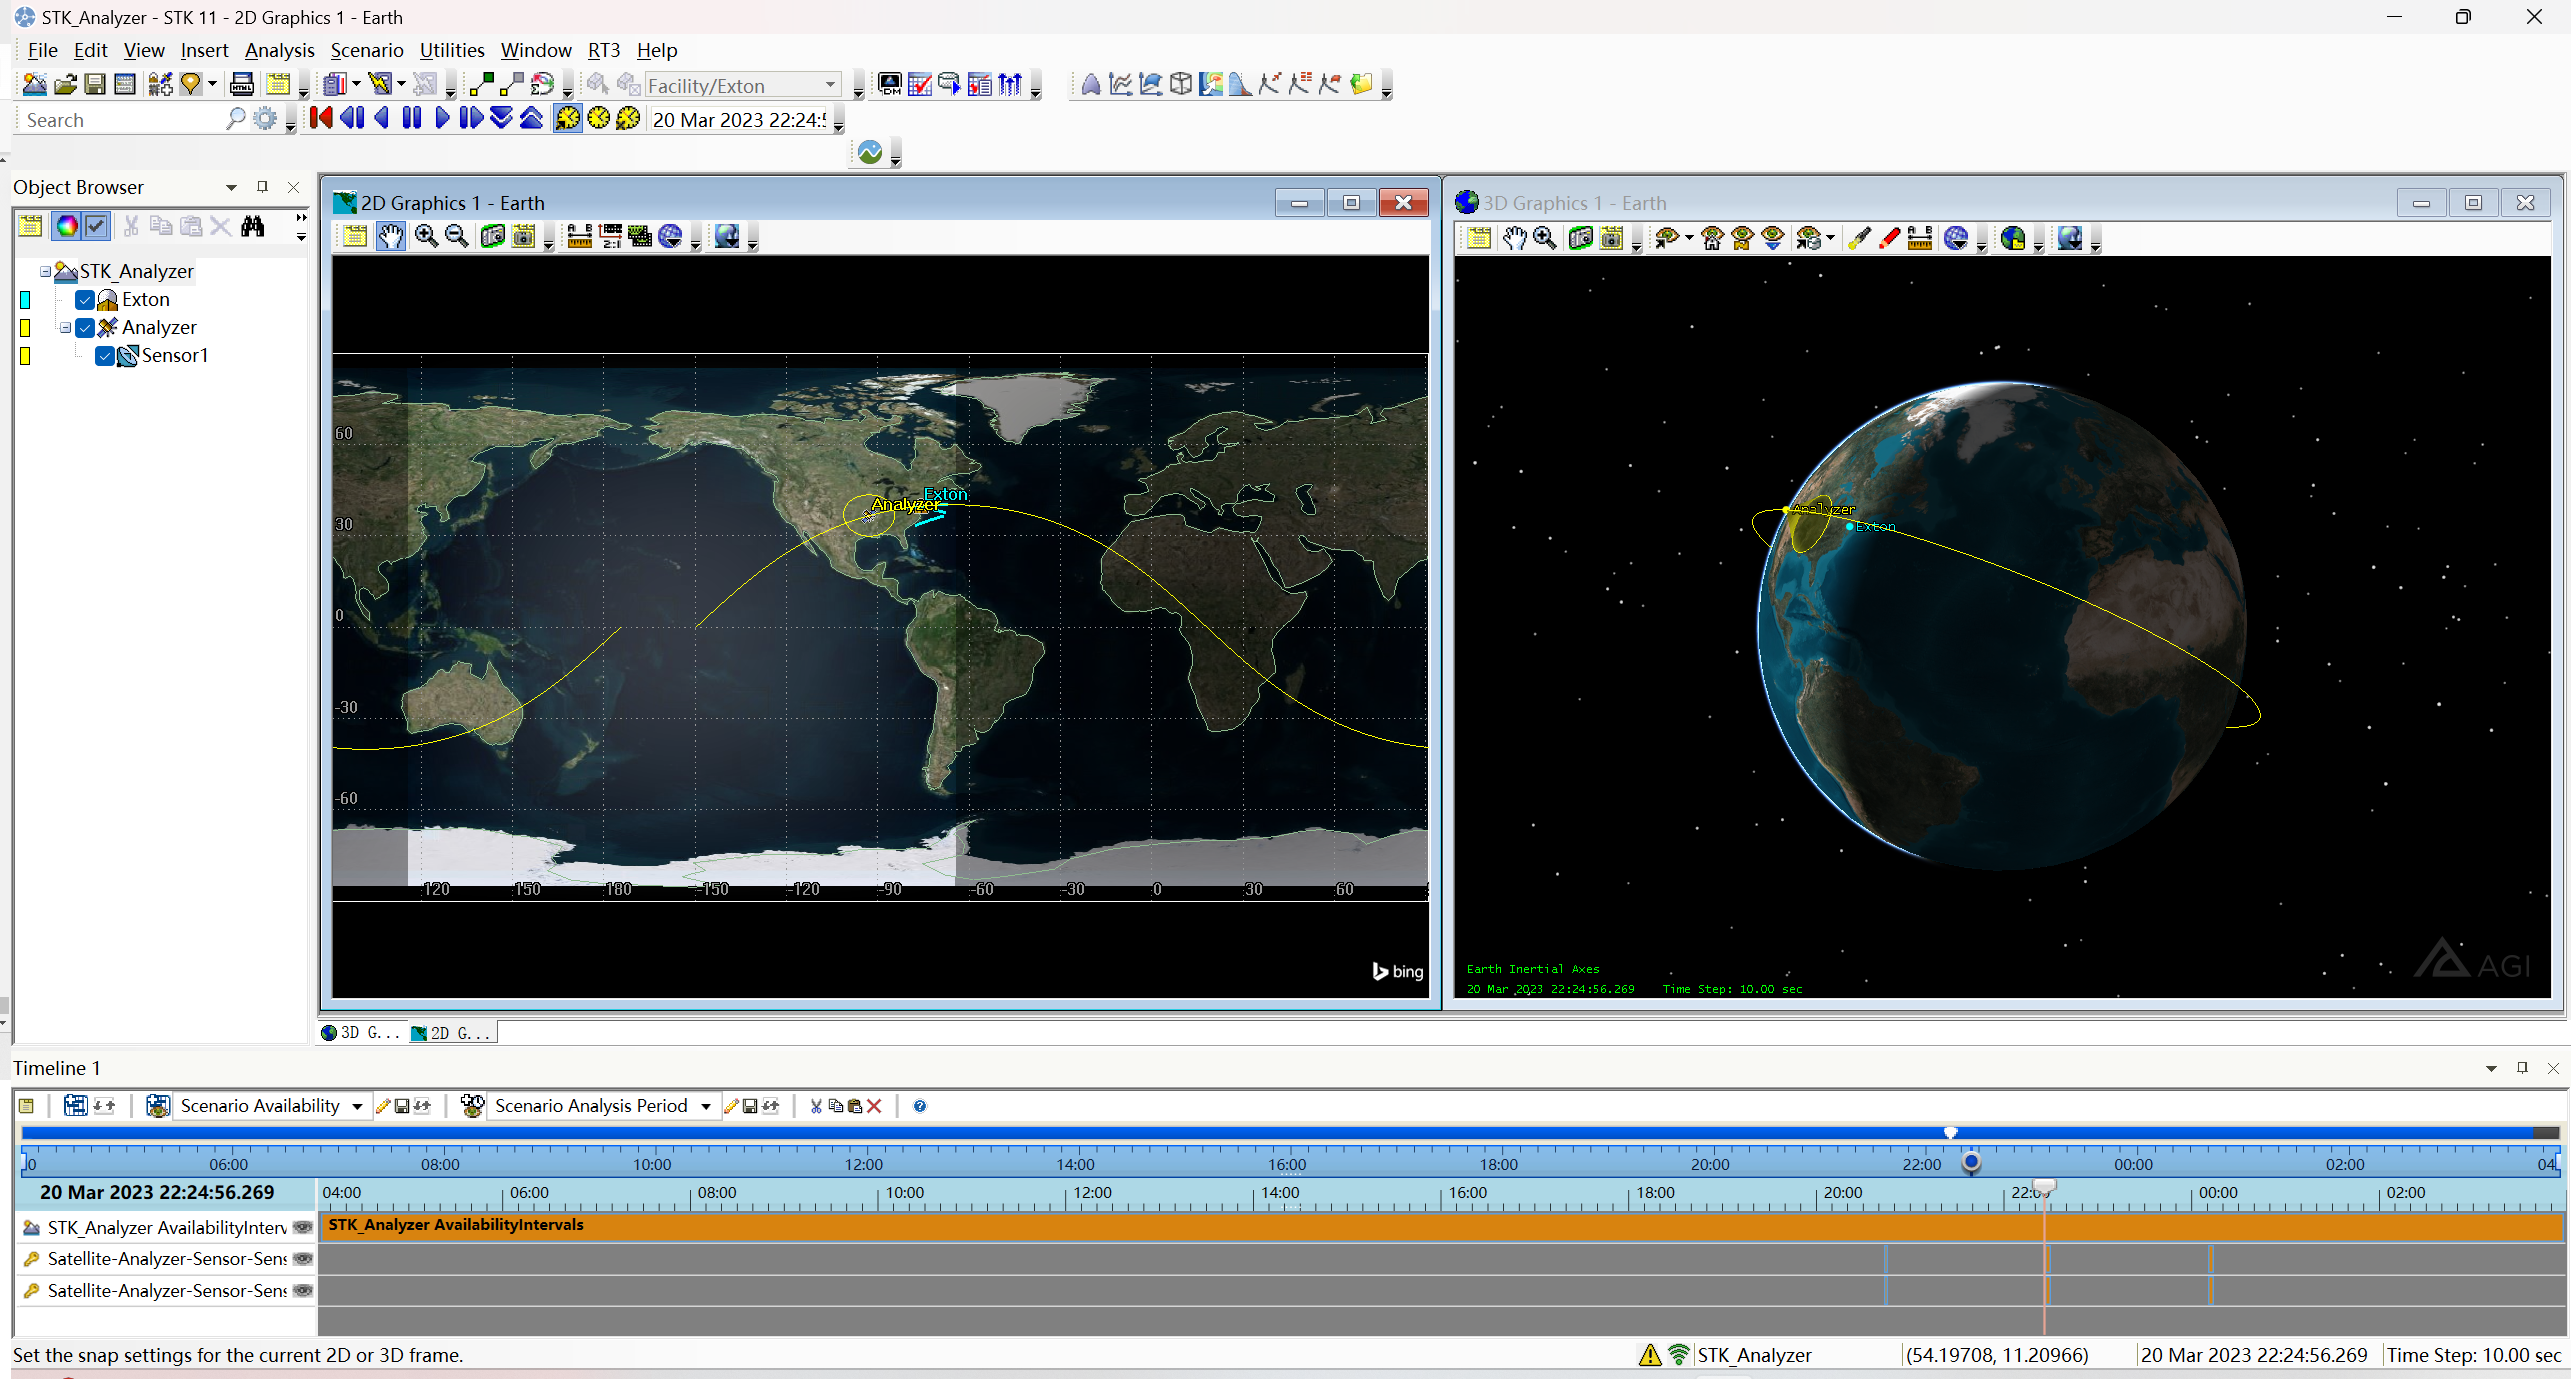 STK_Analyzer - STK 11 - 2D Graphics 1 - Earth
File Edit View Insert Analysis Scenario Utilities Window RT3 Help
Facility/Exton
Search
20 Mar 2023 22:24:5
Object Browser
STK_Analyzer
Exton
Analyzer
Sensor1
2D Graphics 1 - Earth
60
30
0
-30
-60
120 150 180 -150 -120 -90 -60 -30 0 30 60
Exton
Analyzer
bing
3D Graphics 1 - Earth
Analyzer
Exton
Earth Inertial Axes
20 Mar 2023 22:24:56.269 Time Step: 10.00 sec
AGI
3D G... 2D G...
Timeline 1
Scenario Availability Scenario Analysis Period
06:00 08:00 10:00 12:00 14:00 16:00 18:00 20:00 22:00 00:00 02:00 04
20 Mar 2023 22:24:56.269 04:00 06:00 08:00 10:00 12:00 14:00 16:00 18:00 20:00 22:0 00:00 02:00
STK_Analyzer AvailabilityInterv STK_Analyzer AvailabilityIntervals
Satellite-Analyzer-Sensor-Sens
Satellite-Analyzer-Sensor-Sens
Set the snap settings for the current 2D or 3D frame. STK_Analyzer (54.19708, 11.20966) 20 Mar 2023 22:24:56.269 Time Step: 10.00 sec